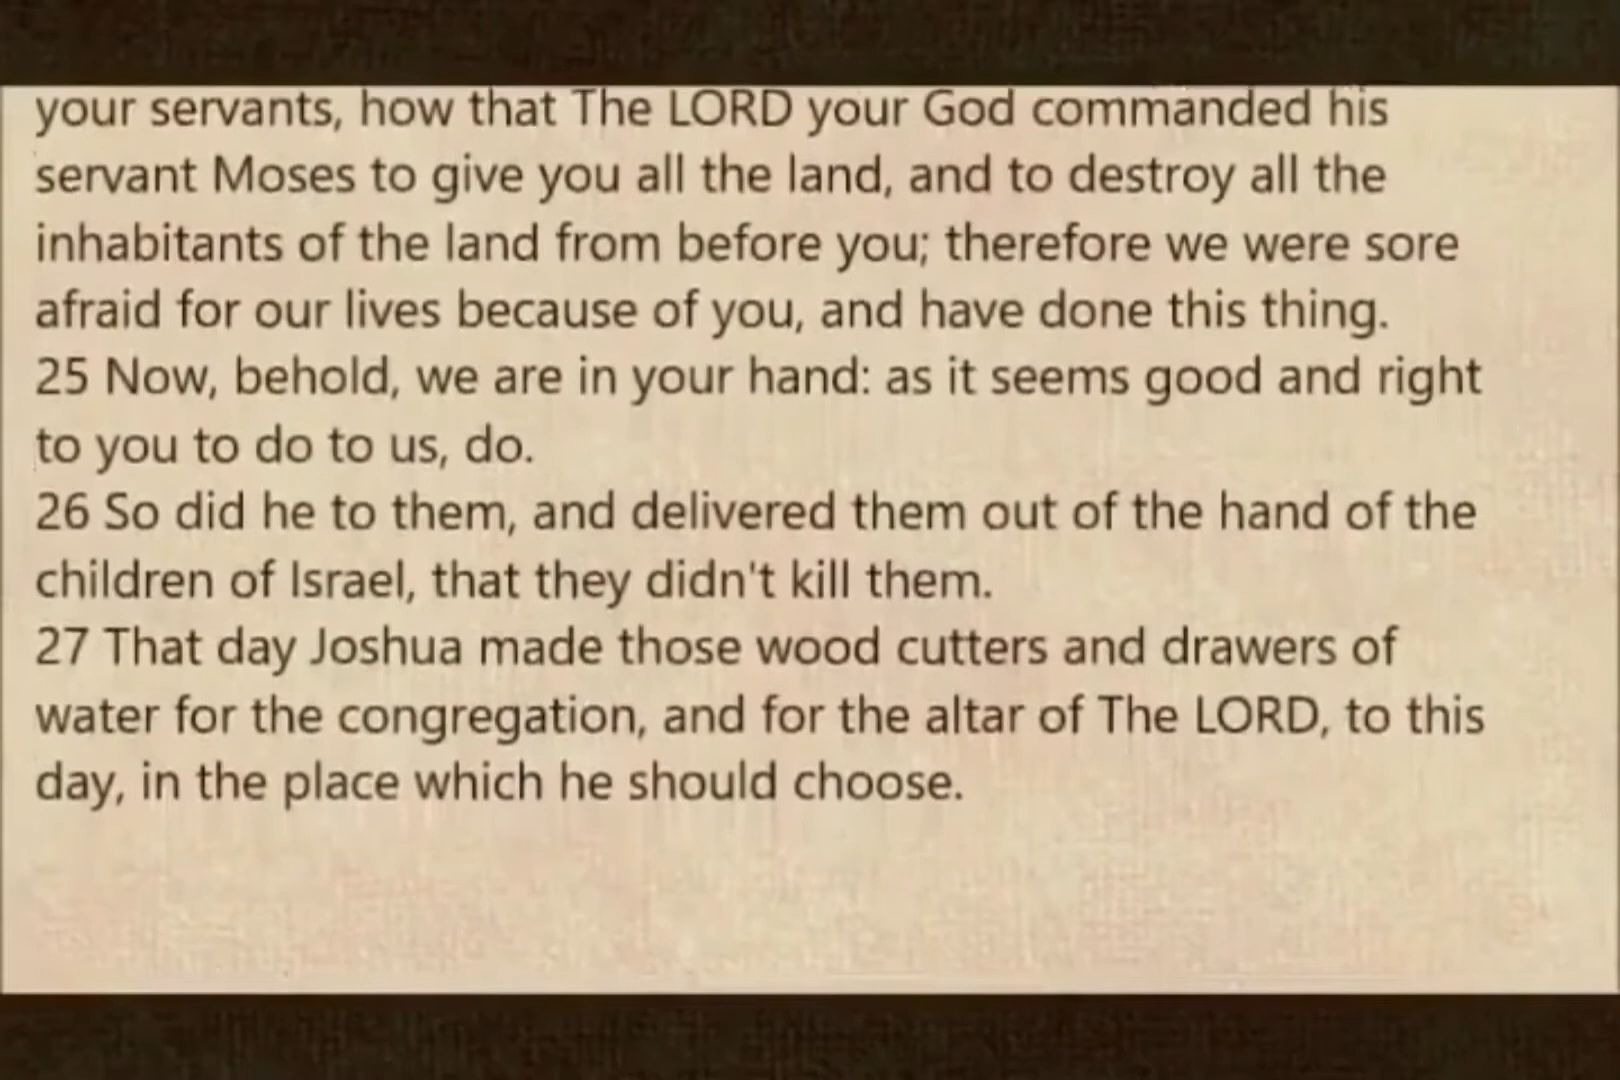 your servants, how that The LORD your God commanded his
servant Moses to give you all the land, and to destroy all the
inhabitants of the land from before you; therefore we were sore
afraid for our lives because of you, and have done this thing.
25 Now, behold, we are in your hand: as it seems good and right
to you to do to us, do.
26 So did he to them, and delivered them out of the hand of the
children of Israel, that they didn't kill them.
27 That day Joshua made those wood cutters and drawers of
water for the congregation, and for the altar of The LORD, to this
day, in the place which he should choose.